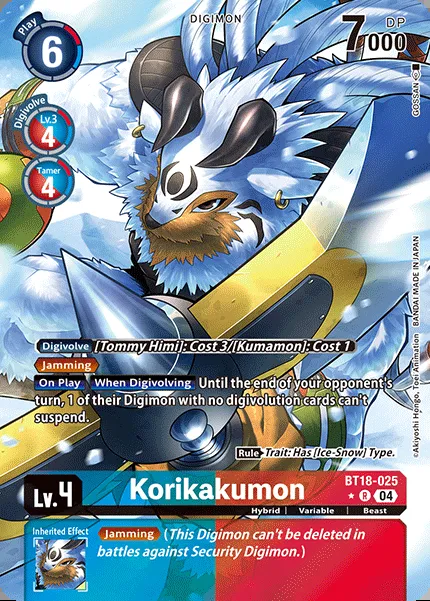 DIGIMON
Play
6
7000
DP
GOSSAN
Digivolve
Lv.3
4
Tamer
4
Digivolve [Tommy Himi]: Cost 3/[Kumamon]: Cost 1
Jamming
On Play When Digivolving Until the end of your opponent's
turn, 1 of their Digimon with no digivolution cards can't
suspend.
Rule Trait: Has [Ice-Snow] Type.
©Akiyoshi Hongo, Toei Animation BANDAI MADE IN JAPAN
Lv.4
Korikakumon
BT18-025
R 04
Hybrid | Variable | Beast
Inherited Effect
Jamming (This Digimon can't be deleted in
battles against Security Digimon.)